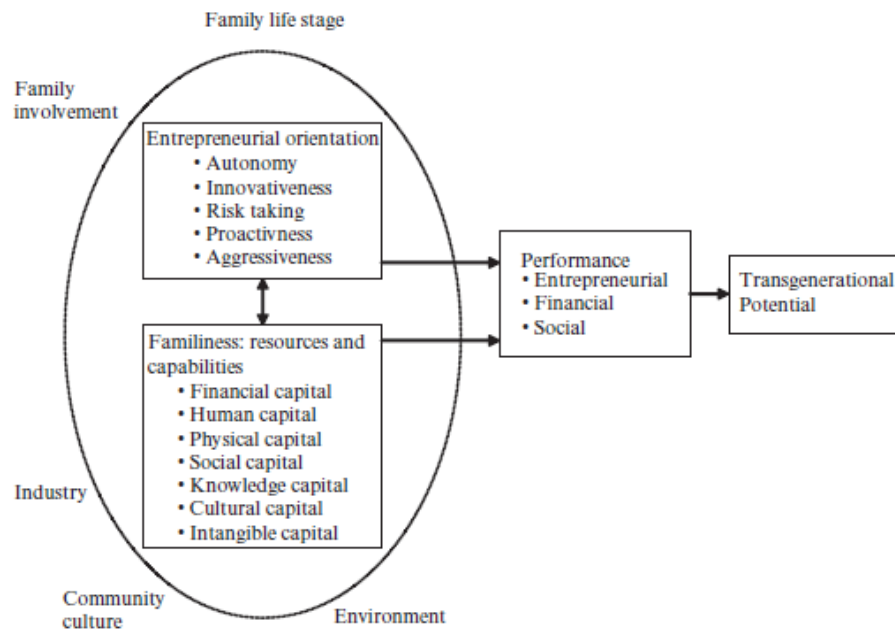 Family life stage
Family
involvement
Entrepreneurial orientation
• Autonomy
• Innovativeness
• Risk taking
• Proactivness
• Aggressiveness
Performance
• Entrepreneurial
• Financial
• Social
Transgenerational
Potential
Familiness: resources and
capabilities
• Financial capital
• Human capital
• Physical capital
• Social capital
• Knowledge capital
• Cultural capital
• Intangible capital
Industry
Community
culture
Environment